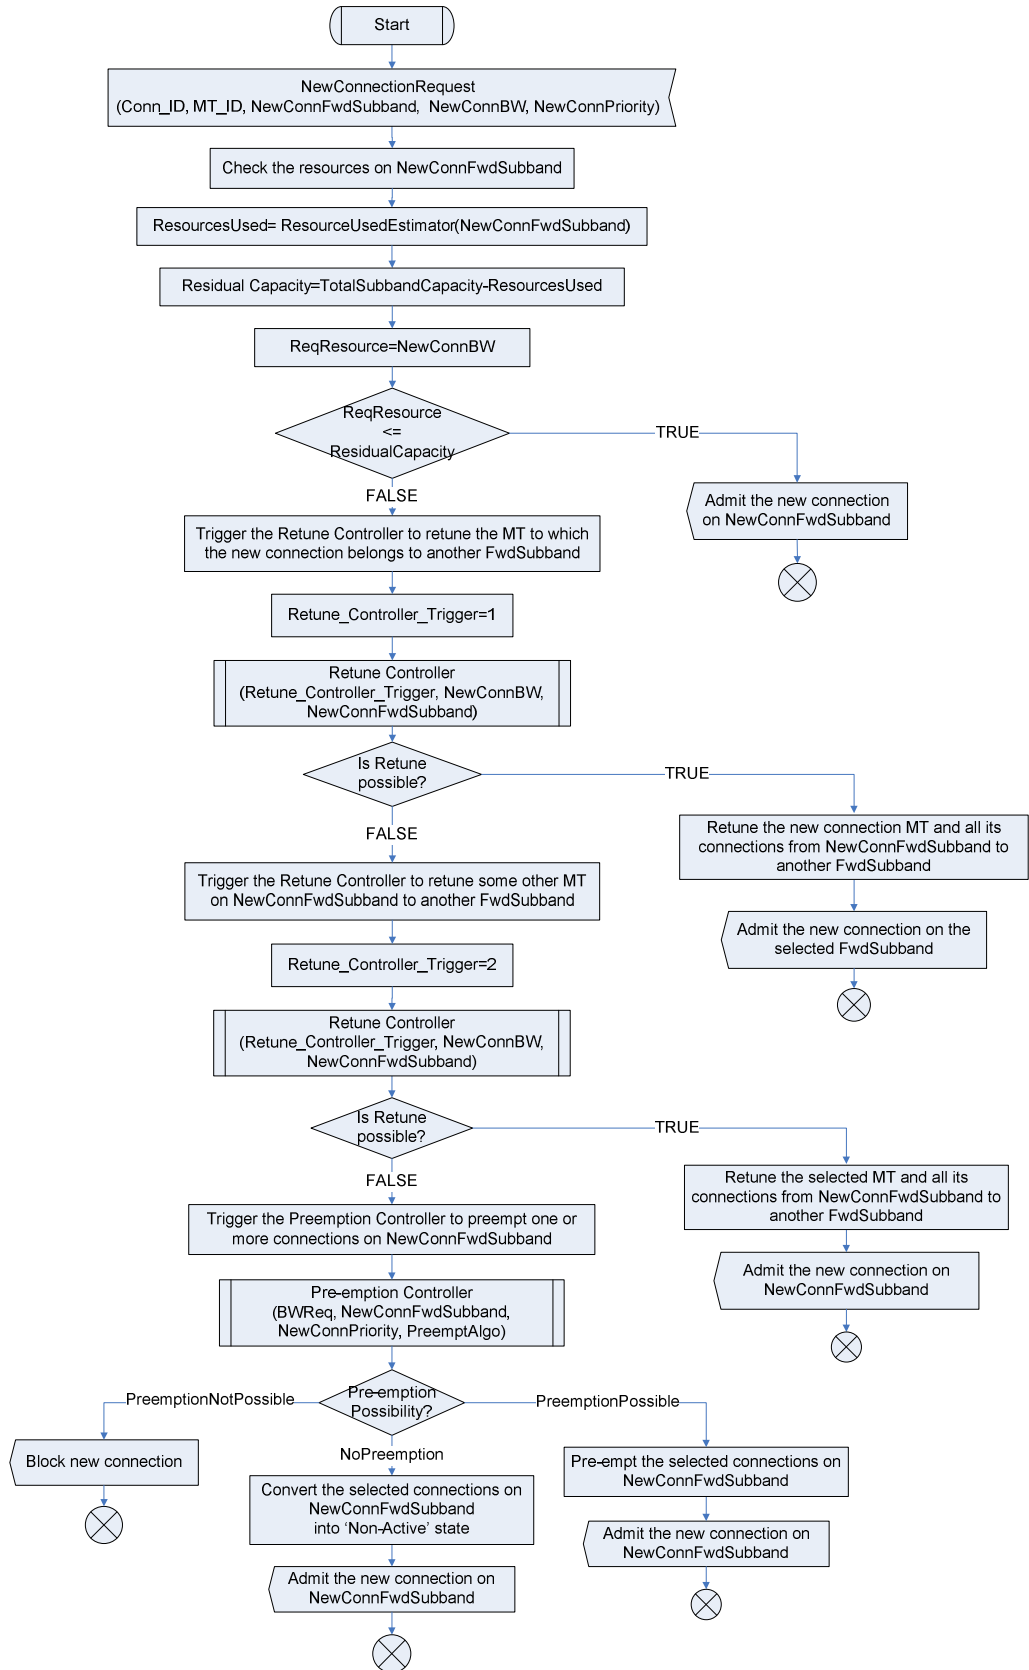 Start
NewConnectionRequest
(Conn_ID, MT_ID, NewConnFwdSubband,  NewConnBW, NewConnPriority)
Check the resources on NewConnFwdSubband
ResourcesUsed= ResourceUsedEstimator(NewConnFwdSubband)
Residual Capacity=TotalSubbandCapacity-ResourcesUsed
ReqResource=NewConnBW
ReqResource
<=
ResidualCapacity
TRUE
FALSE
Admit the new connection
on NewConnFwdSubband
Trigger the Retune Controller to retune the MT to which
the new connection belongs to another FwdSubband
Retune_Controller_Trigger=1
Retune Controller
(Retune_Controller_Trigger, NewConnBW,
NewConnFwdSubband)
Is Retune
possible?
TRUE
FALSE
Retune the new connection MT and all its
connections from NewConnFwdSubband to
another FwdSubband
Admit the new connection on the
selected FwdSubband
Trigger the Retune Controller to retune some other MT
on NewConnFwdSubband to another FwdSubband
Retune_Controller_Trigger=2
Retune Controller
(Retune_Controller_Trigger, NewConnBW,
NewConnFwdSubband)
Is Retune
possible?
TRUE
FALSE
Retune the selected MT and all its
connections from NewConnFwdSubband to
another FwdSubband
Admit the new connection on
NewConnFwdSubband
Trigger the Preemption Controller to preempt one or
more connections on NewConnFwdSubband
Pre-emption Controller
(BWReq, NewConnFwdSubband,
NewConnPriority, PreemptAlgo)
Pre-emption
Possibility?
PreemptionNotPossible
PreemptionPossible
NoPreemption
Block new connection
Convert the selected connections on
NewConnFwdSubband
into ‘Non-Active’ state
Admit the new connection on
NewConnFwdSubband
Pre-empt the selected connections on
NewConnFwdSubband
Admit the new connection on
NewConnFwdSubband